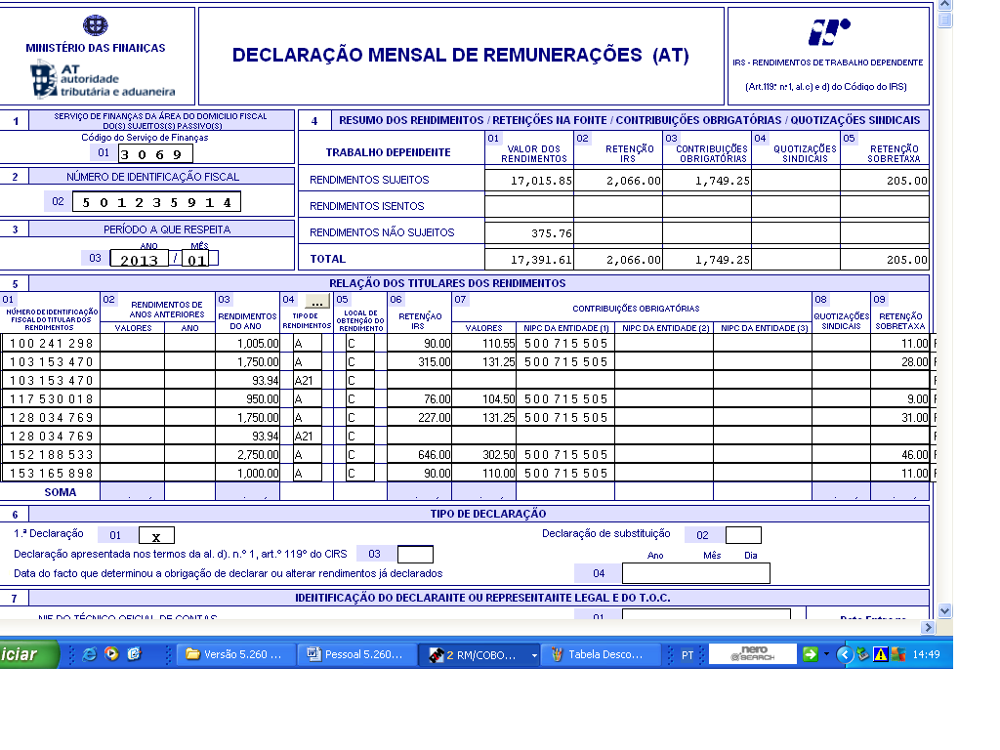 MINISTÉRIO DAS FINANÇAS
AT
autoridade
tributária e aduaneira
DECLARAÇÃO MENSAL DE REMUNERAÇÕES (AT)
IRS - RENDIMENTOS DE TRABALHO DEPENDENTE
(Art.119º nº1, al.c) e d) do Código do IRS)
1 SERVIÇO DE FINANÇAS DA ÁREA DO DOMICILIO FISCAL
DO(S) SUJEITOS(S) PASSIVO(S)
Código do Serviço de Finanças
01 3 0 6 9
2 NÚMERO DE IDENTIFICAÇÃO FISCAL
02 5 0 1 2 3 5 9 1 4
3 PERÍODO A QUE RESPEITA
ANO MÊS
03 2013 / 01
4 RESUMO DOS RENDIMENTOS / RETENÇÕES NA FONTE / CONTRIBUIÇÕES OBRIGATÓRIAS / QUOTIZAÇÕES SINDICAIS
TRABALHO DEPENDENTE 01 VALOR DOS RENDIMENTOS 02 RETENÇÃO IRS 03 CONTRIBUIÇÕES OBRIGATÓRIAS 04 QUOTIZAÇÕES SINDICAIS 05 RETENÇÃO SOBRETAXA
RENDIMENTOS SUJEITOS 17,015.85 2,066.00 1,749.25 205.00
RENDIMENTOS ISENTOS
RENDIMENTOS NÃO SUJEITOS 375.76
TOTAL 17,391.61 2,066.00 1,749.25 205.00
5 RELAÇÃO DOS TITULARES DOS RENDIMENTOS
01 NÚMERO DE IDENTIFICAÇÃO FISCAL DO TITULAR DOS RENDIMENTOS 02 RENDIMENTOS DE ANOS ANTERIORES VALORES ANO 03 RENDIMENTOS DO ANO 04 ... TIPO DE RENDIMENTOS 05 LOCAL DE OBTENÇÃO DO RENDIMENTO 06 RETENÇAO IRS 07 CONTRIBUIÇÕES OBRIGATÓRIAS VALORES NIPC DA ENTIDADE (1) NIPC DA ENTIDADE (2) NIPC DA ENTIDADE (3) 08 QUOTIZAÇÕES SINDICAIS 09 RETENÇÃO SOBRETAXA
100 241 298 1,005.00 A C 90.00 110.55 500 715 505 11.00
103 153 470 1,750.00 A C 315.00 131.25 500 715 505 28.00
103 153 470 93.94 A21 C
117 530 018 950.00 A C 76.00 104.50 500 715 505 9.00
128 034 769 1,750.00 A C 227.00 131.25 500 715 505 31.00
128 034 769 93.94 A21 C
152 188 533 2,750.00 A C 646.00 302.50 500 715 505 46.00
153 165 898 1,000.00 A C 90.00 110.00 500 715 505 11.00
SOMA
6 TIPO DE DECLARAÇÃO
1.ª Declaração 01 x Declaração de substituição 02
Declaração apresentada nos termos da al. d). n.º 1, art.º 119º do CIRS 03 Ano Mês Dia
Data do facto que determinou a obrigação de declarar ou alterar rendimentos já declarados 04
7 IDENTIFICAÇÃO DO DECLARANTE OU REPRESENTANTE LEGAL E DO T.O.C.
NIF DO TÉCNICO OFICIAL DE CONTAS 01
iciar Versão 5.260 ... Pessoal 5.260... 2 RM/COBO... Tabela Desco... PT nero SEARCH 14:49